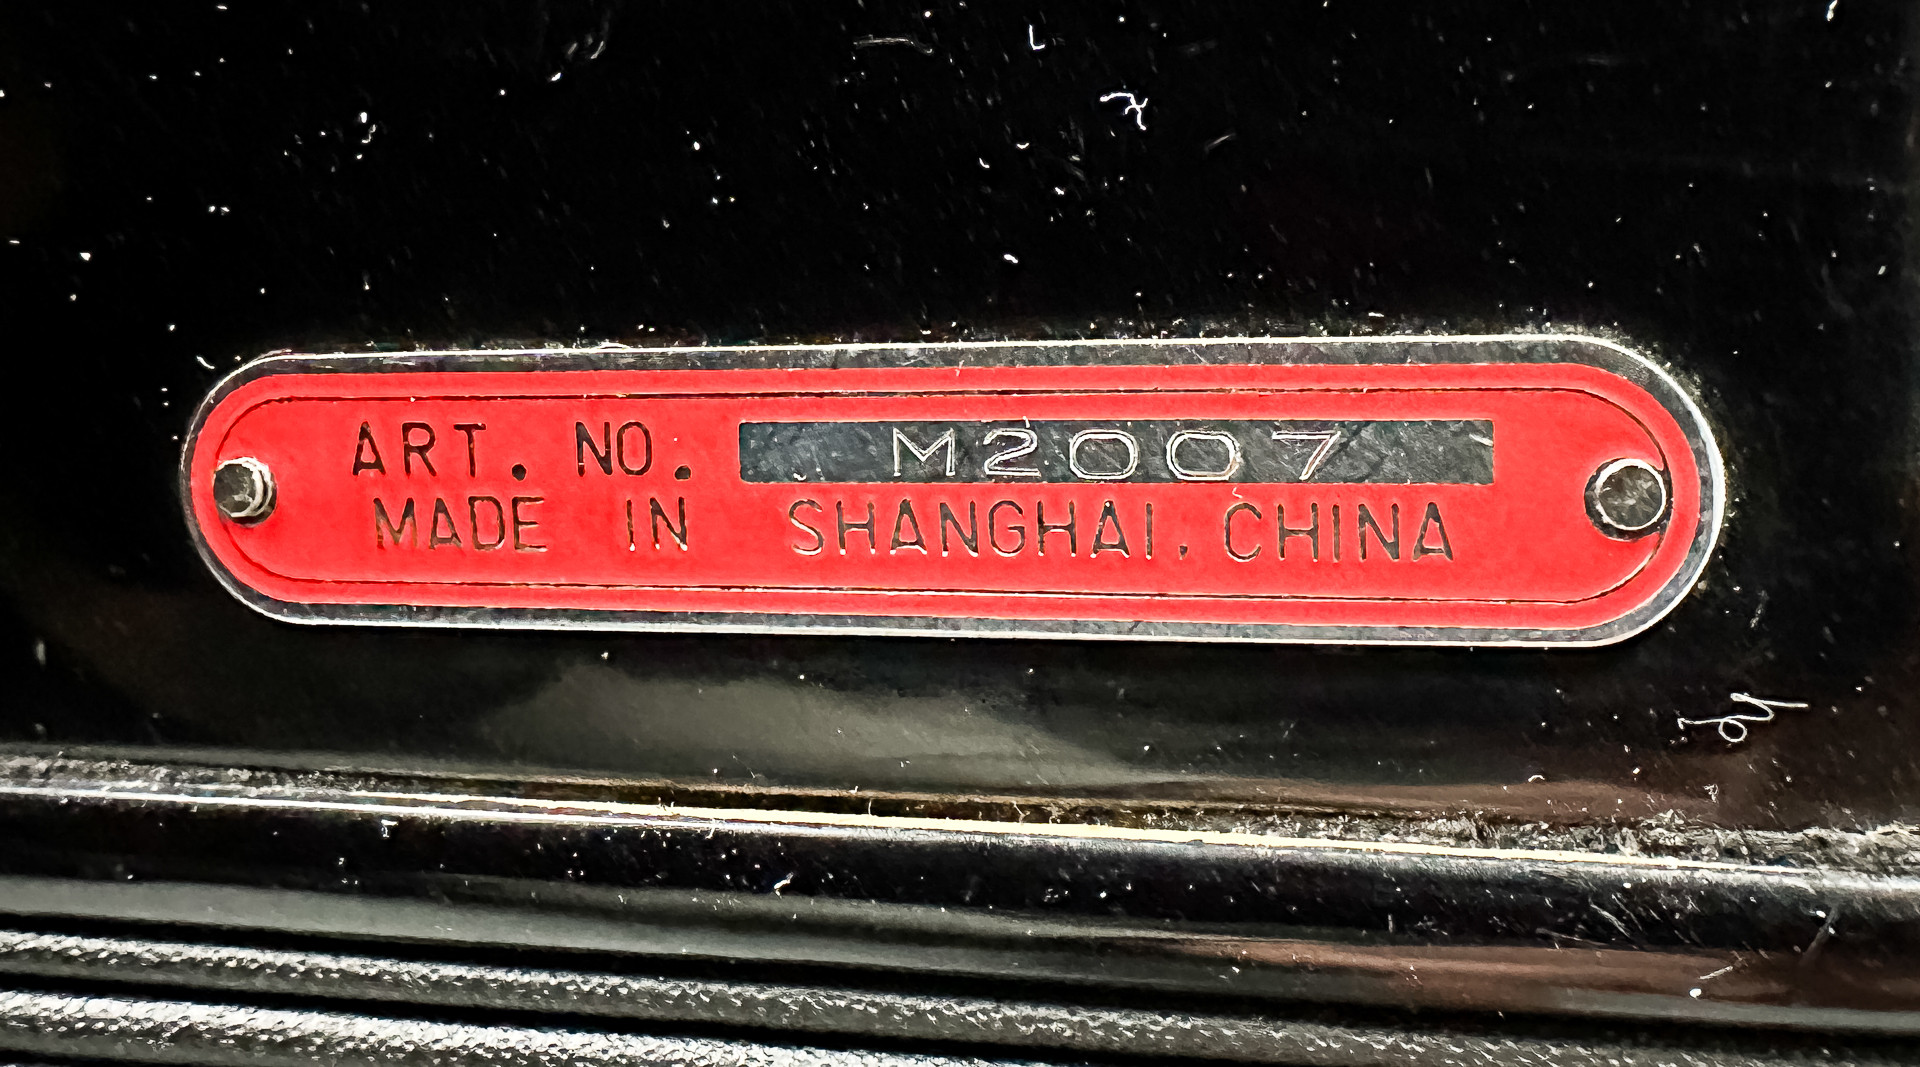 ART. NO. M2007
MADE IN SHANGHAI. CHINA